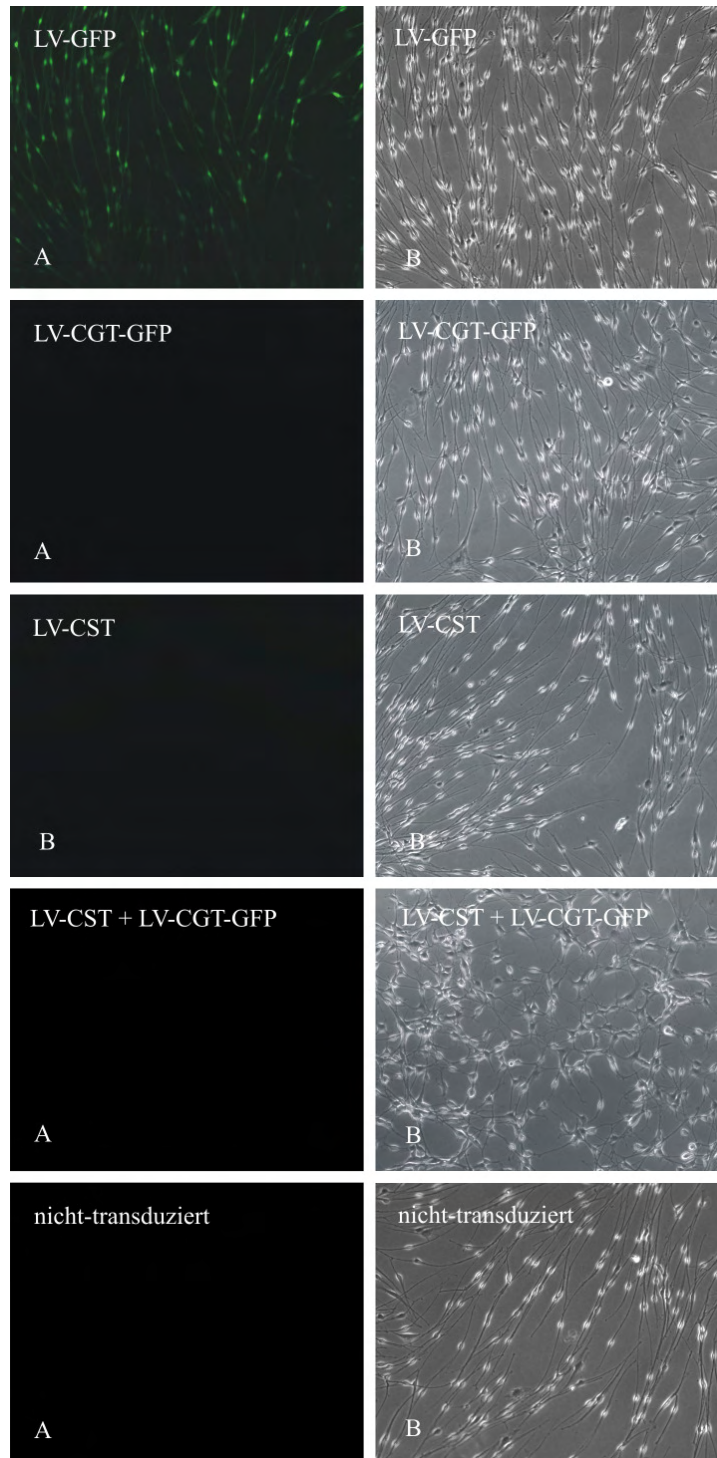 LV-GFP
A
LV-GFP
B
LV-CGT-GFP
A
LV-CGT-GFP
B
LV-CST
B
LV-CST
B
LV-CST + LV-CGT-GFP
A
LV-CST + LV-CGT-GFP
B
nicht-transduziert
A
nicht-transduziert
B